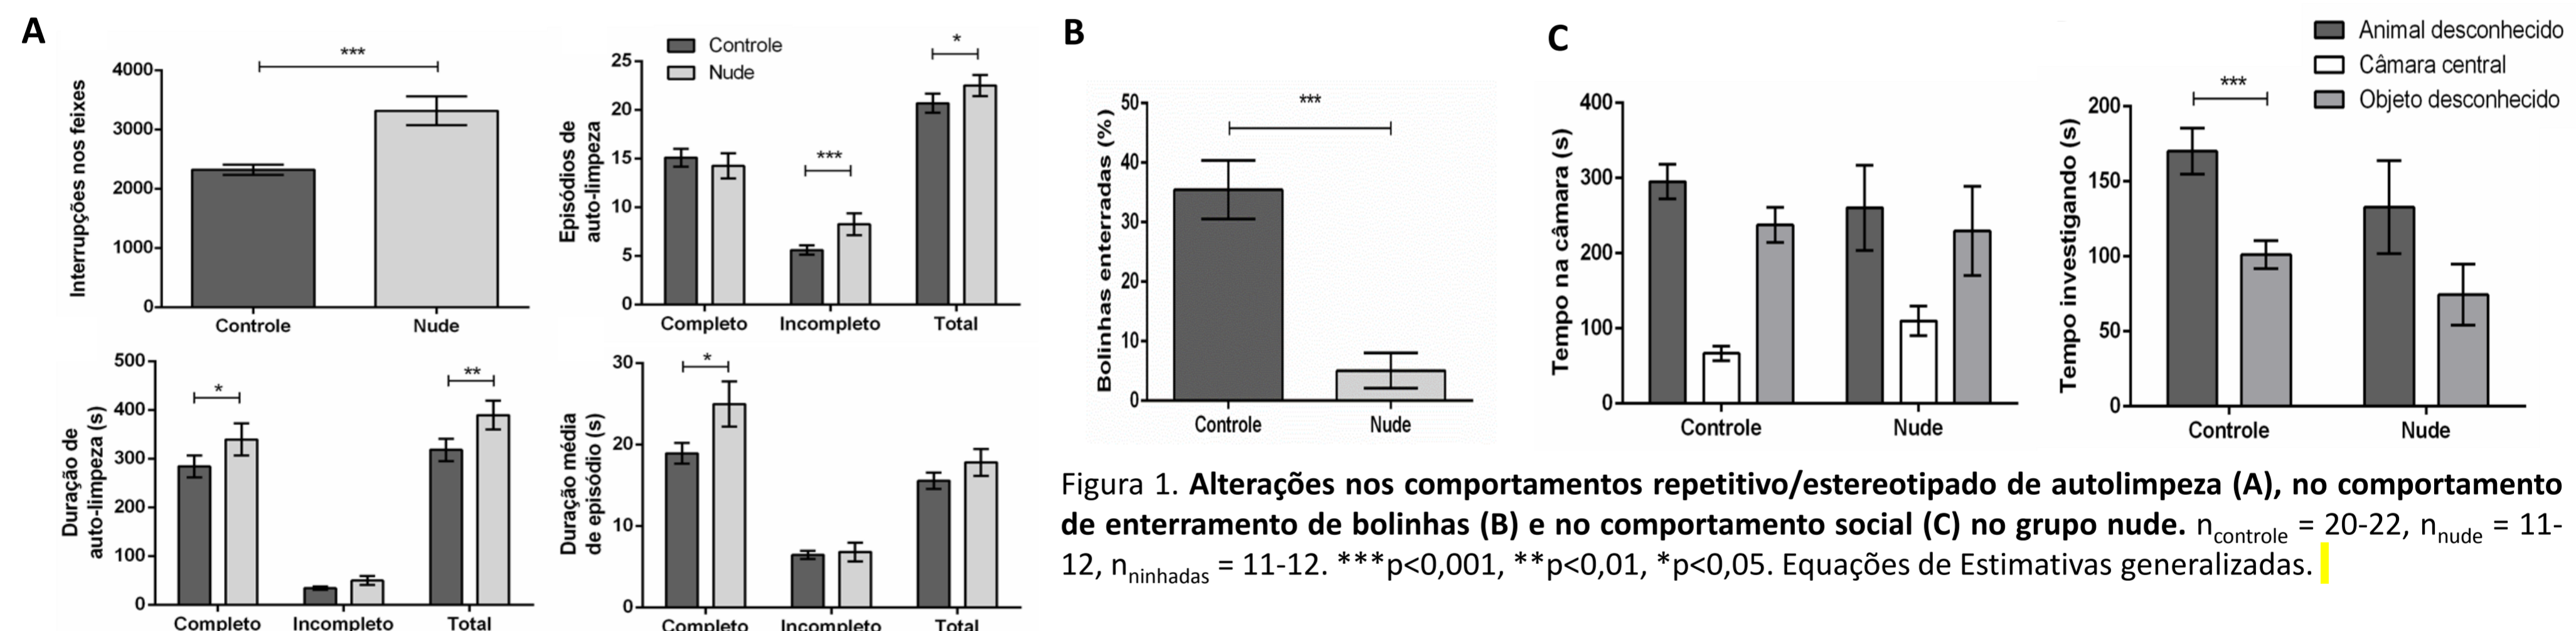 A
Interrupções nos feixes
4000
3000
2000
1000
0
***
Controle
Nude
Controle
Nude
Episódios de
auto-limpeza
25
20
15
10
5
0
***
*
Completo
Incompleto
Total
Duração de
auto-limpeza (s)
500
400
300
200
100
0
*
**
Completo
Incompleto
Total
Duração média
de episódio (s)
30
20
10
0
*
Completo
Incompleto
Total
B
Bolinhas enterradas (%)
50
40
30
20
10
0
***
Controle
Nude
C
Tempo na câmara (s)
400
300
200
100
0
Controle
Nude
Animal desconhecido
Câmara central
Objeto desconhecido
Tempo investigando (s)
200
150
100
50
0
***
Controle
Nude
Figura 1. Alterações nos comportamentos repetitivo/estereotipado de autolimpeza (A), no comportamento
de enterramento de bolinhas (B) e no comportamento social (C) no grupo nude. ncontrole = 20-22, nnude = 11-
12, nninhadas = 11-12. ***p<0,001, **p<0,01, *p<0,05. Equações de Estimativas generalizadas.